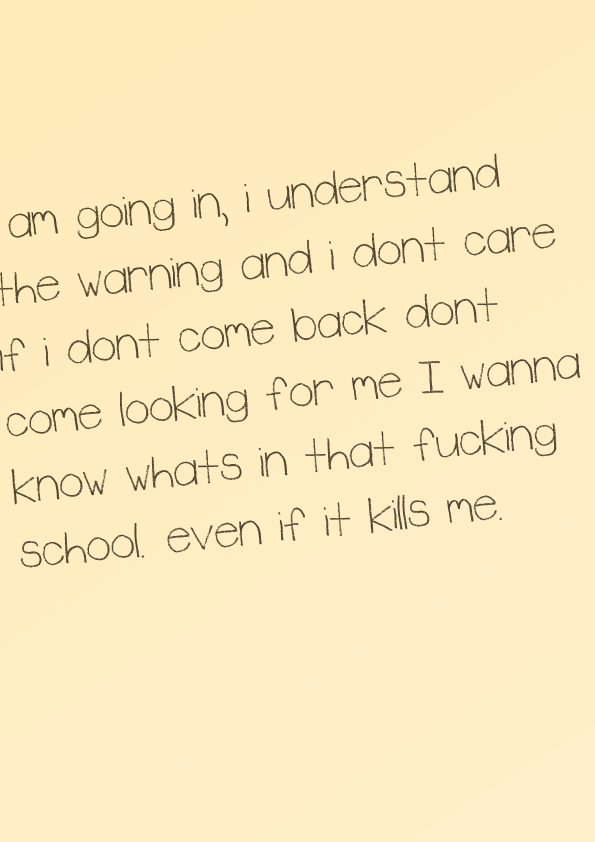 am going in, i understand
the warning and i dont care
if i dont come back dont
come looking for me I wanna
know whats in that fucking
school. even if it kills me.